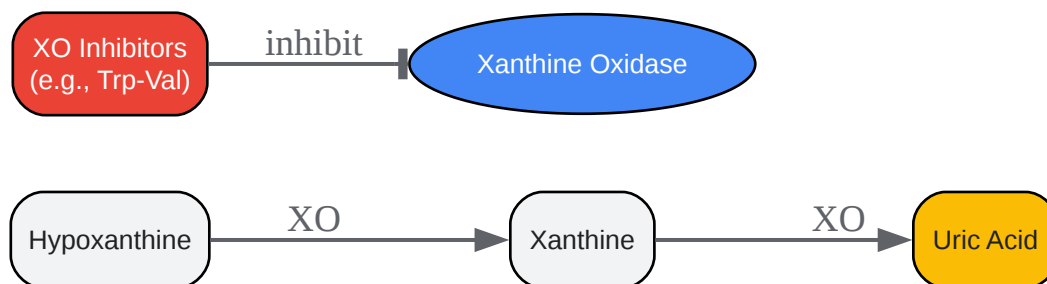 XO Inhibitors
(e.g., Trp-Val)
inhibit
Xanthine Oxidase
Hypoxanthine
XO
Xanthine
XO
Uric Acid